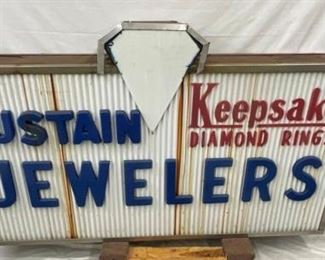 USTAIN
Keepsak
DIAMOND RING
JEWELERS